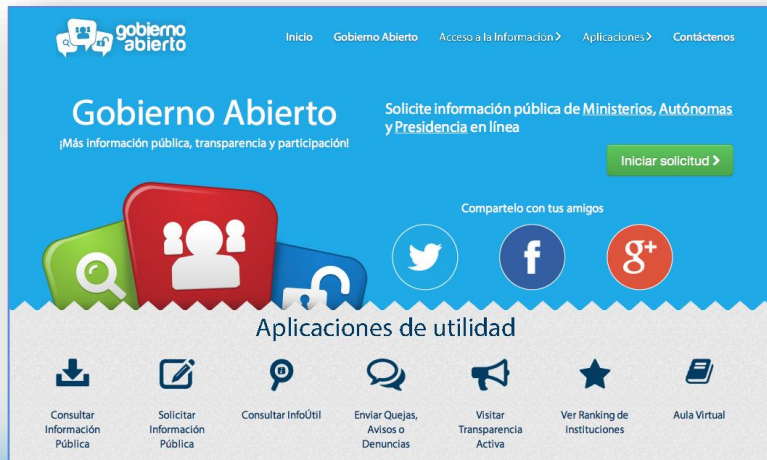 gobierno
abierto
Inicio Gobierno Abierto Acceso a la Información > Aplicaciones > Contáctenos
Gobierno Abierto
¡Más información pública, transparencia y participación!
Solicite información pública de Ministerios, Autónomas
y Presidencia en línea
Iniciar solicitud >
Compartelo con tus amigos
f
g+
Aplicaciones de utilidad
Consultar
Información
Pública
Solicitar
Información
Pública
Consultar InfoÚtil
Enviar Quejas,
Avisos o
Denuncias
Visitar
Transparencia
Activa
Ver Ranking de
Instituciones
Aula Virtual